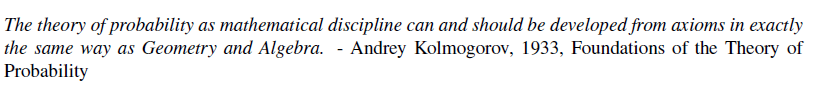 The theory of probability as mathematical discipline can and should be developed from axioms in exactly
the same way as Geometry and Algebra. - Andrey Kolmogorov, 1933, Foundations of the Theory of
Probability